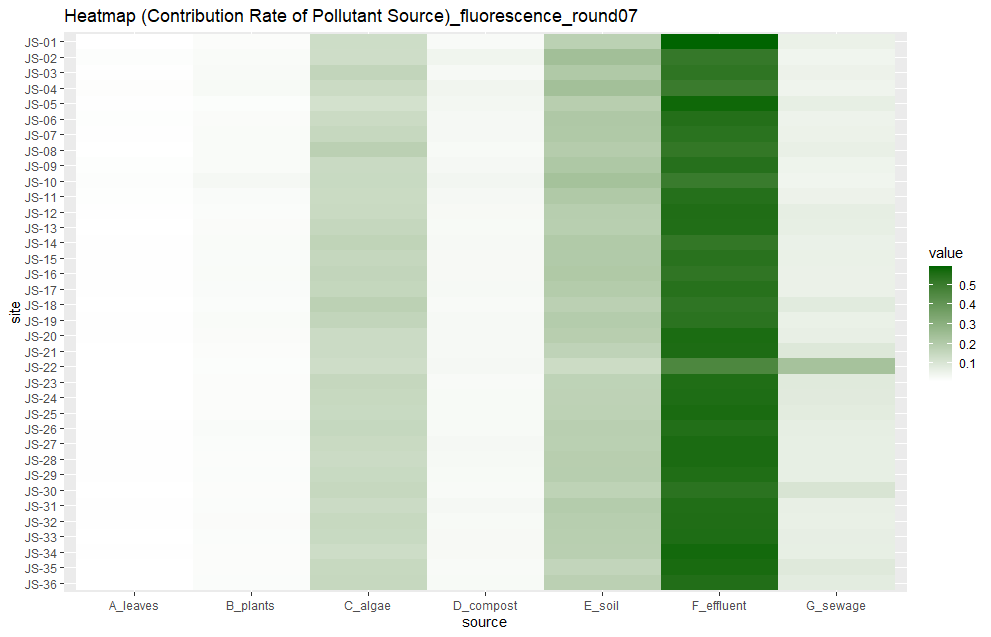 Heatmap (Contribution Rate of Pollutant Source)_fluorescence_round07
site
JS-01
JS-02
JS-03
JS-04
JS-05
JS-06
JS-07
JS-08
JS-09
JS-10
JS-11
JS-12
JS-13
JS-14
JS-15
JS-16
JS-17
JS-18
JS-19
JS-20
JS-21
JS-22
JS-23
JS-24
JS-25
JS-26
JS-27
JS-28
JS-29
JS-30
JS-31
JS-32
JS-33
JS-34
JS-35
JS-36
A_leaves B_plants C_algae D_compost E_soil F_effluent G_sewage
source
value
0.5
0.4
0.3
0.2
0.1